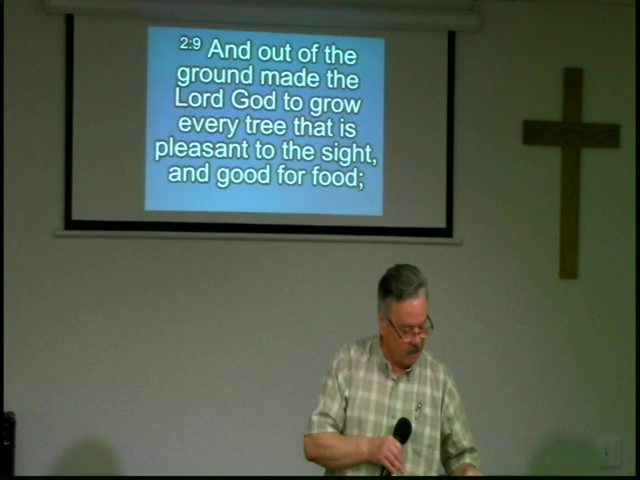 2:9 And out of the
ground made the
Lord God to grow
every tree that is
pleasant to the sight,
and good for food;